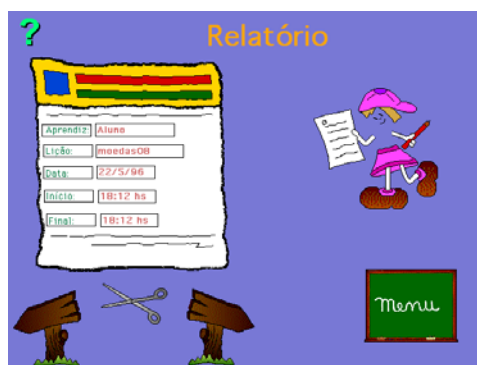 ?
Relatório
Aprendiz: Aluno
Lição: moedas08
Data: 22/5/96
Início: 18:12 hs
Final: 18:12 hs
Menu